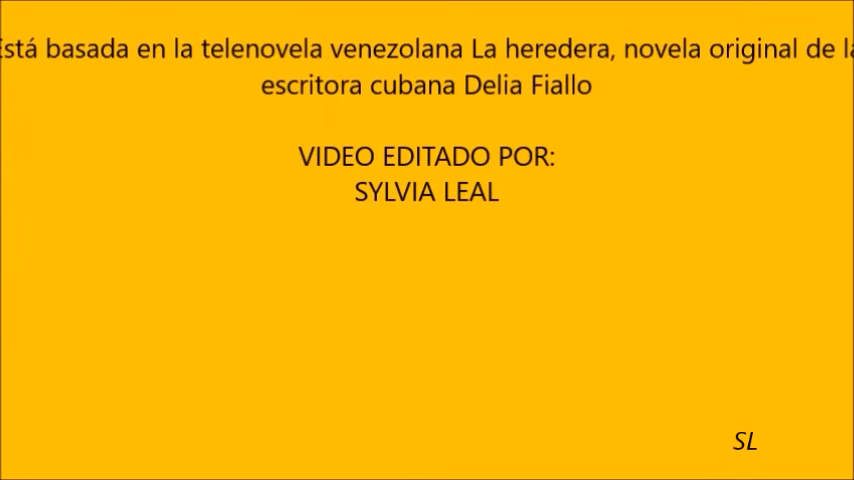 Está basada en la telenovela venezolana La heredera, novela original de la
escritora cubana Delia Fiallo
VIDEO EDITADO POR:
SYLVIA LEAL
SL